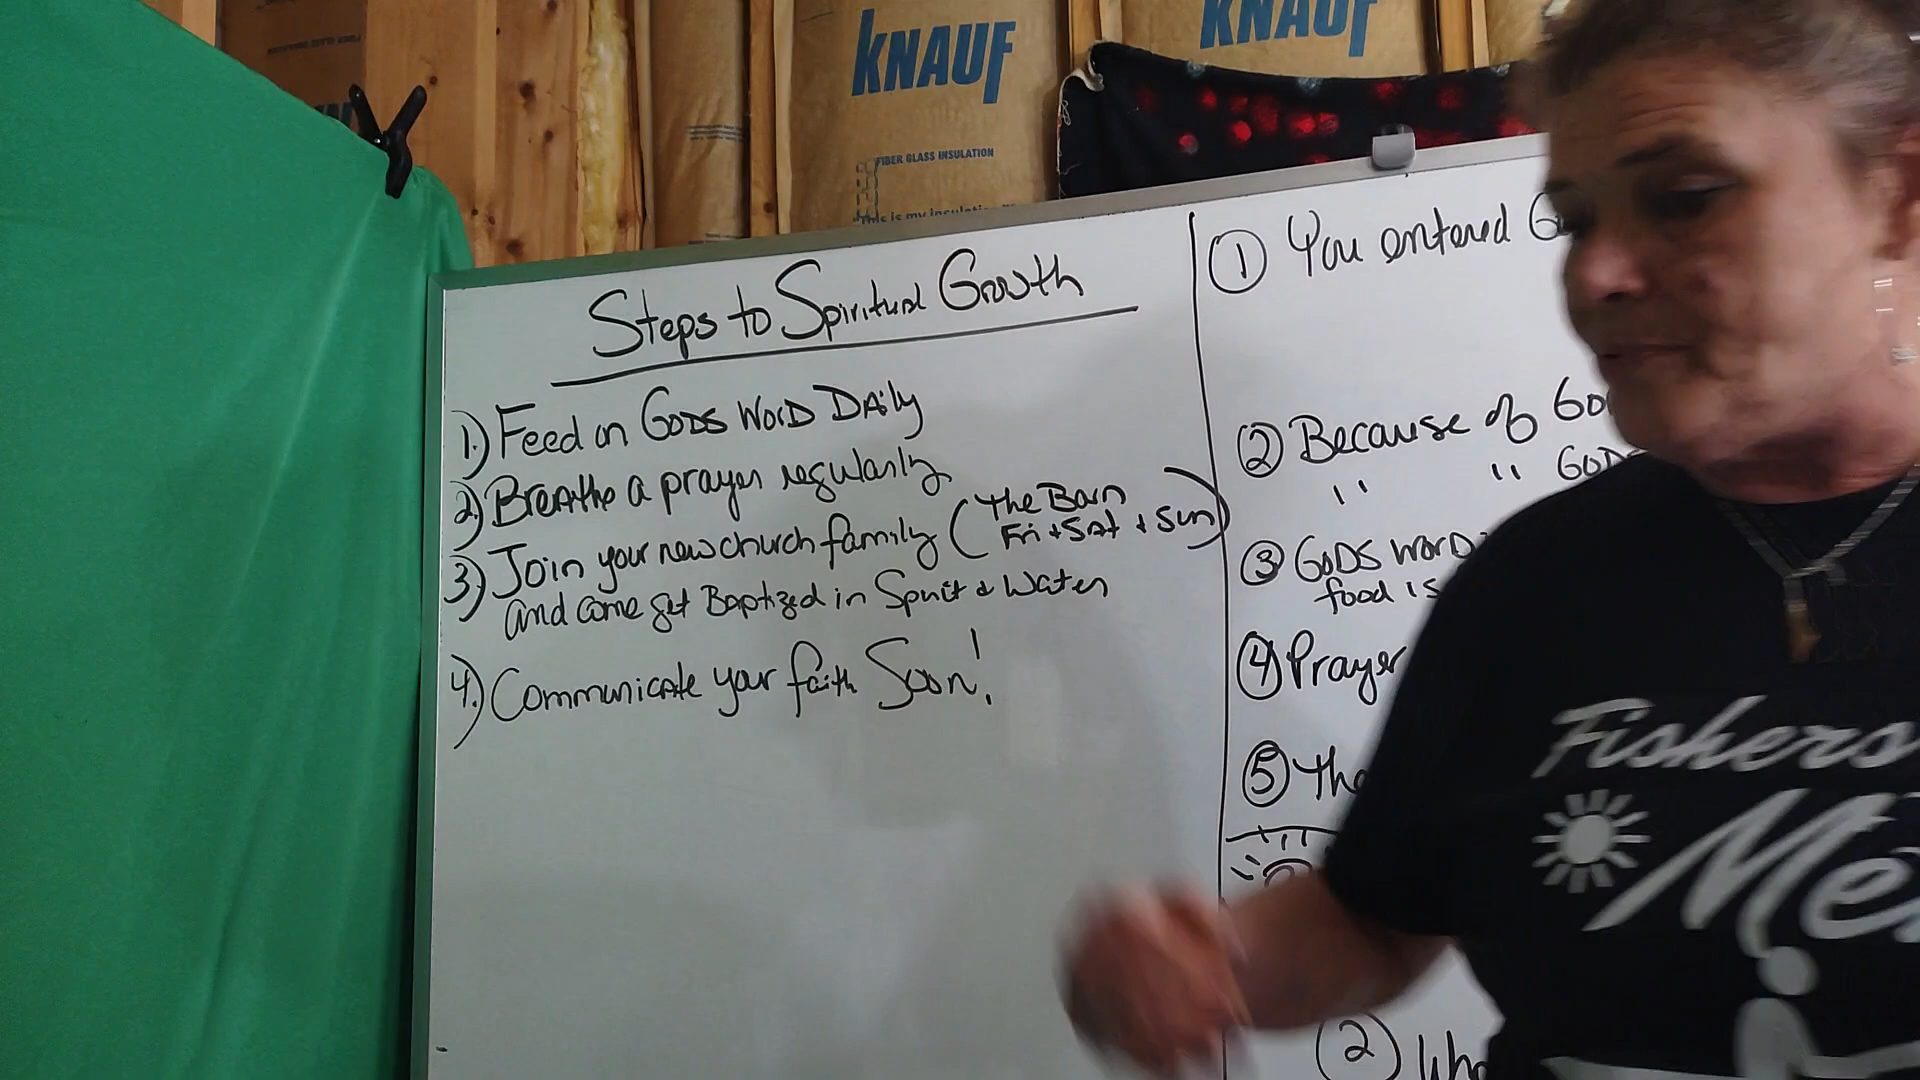 KNAUF
KNAUF
FIBER GLASS INSULATION
Steps to Spiritual Growth
1.) Feed on GODS WORD DAily
2.) Breathe a prayer regularly
3.) Join your new church family (The Barn
Fri + Sat + Sun)
and come get Baptized in Spirit & Water
4.) Communicate your faith Soon!
① You entered G
② Because of GO
" " GOD
③ GODS WORD
food is
④ Prayer
⑤ The
② Wh
Fishers
Me